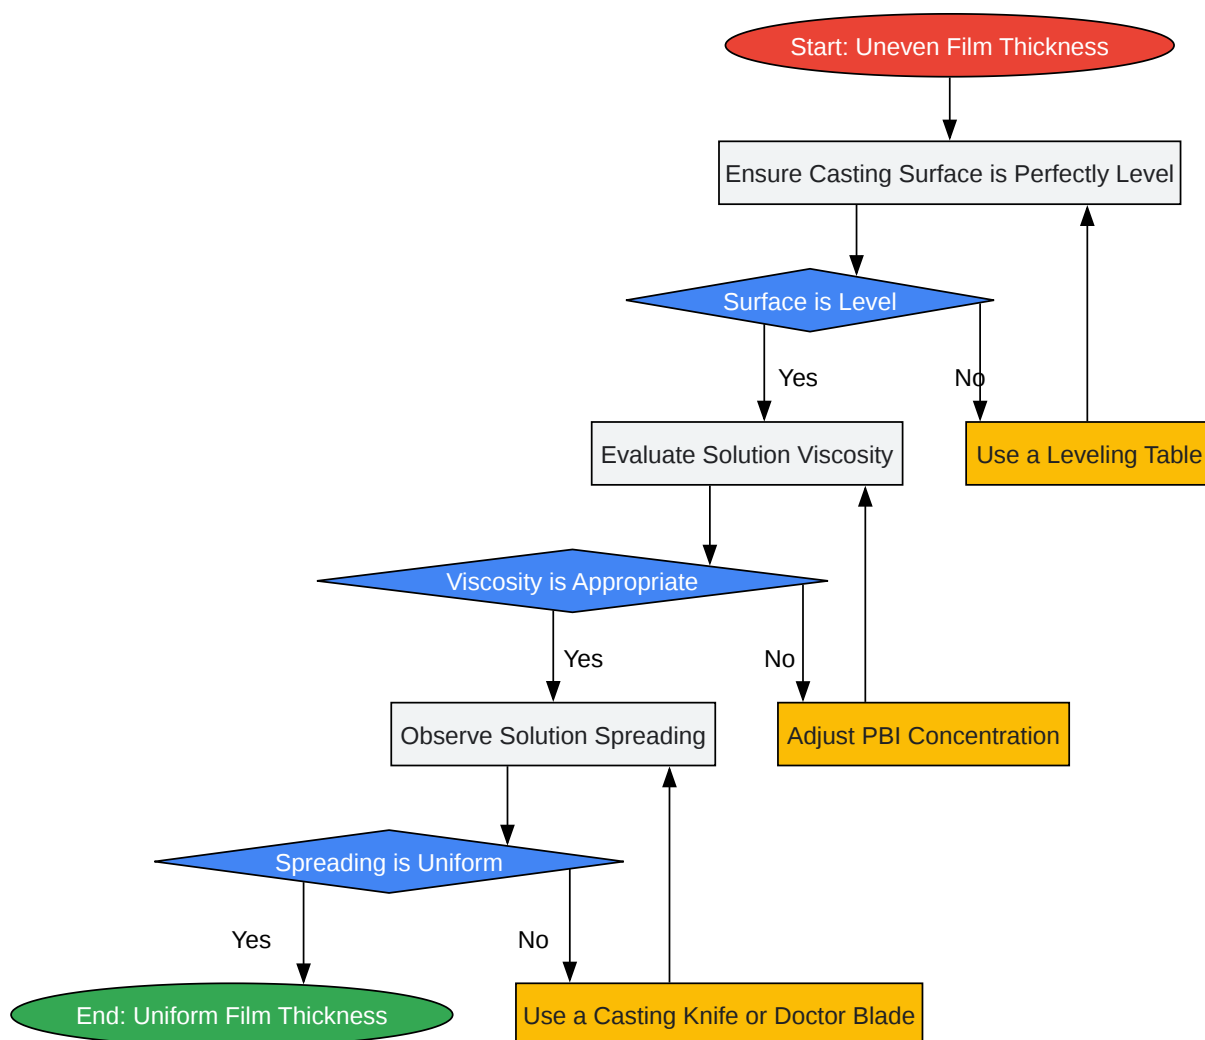 Start: Uneven Film Thickness
Ensure Casting Surface is Perfectly Level
Surface is Level
Yes
No
Evaluate Solution Viscosity
Use a Leveling Table
Viscosity is Appropriate
Yes
No
Observe Solution Spreading
Adjust PBI Concentration
Spreading is Uniform
Yes
No
End: Uniform Film Thickness
Use a Casting Knife or Doctor Blade